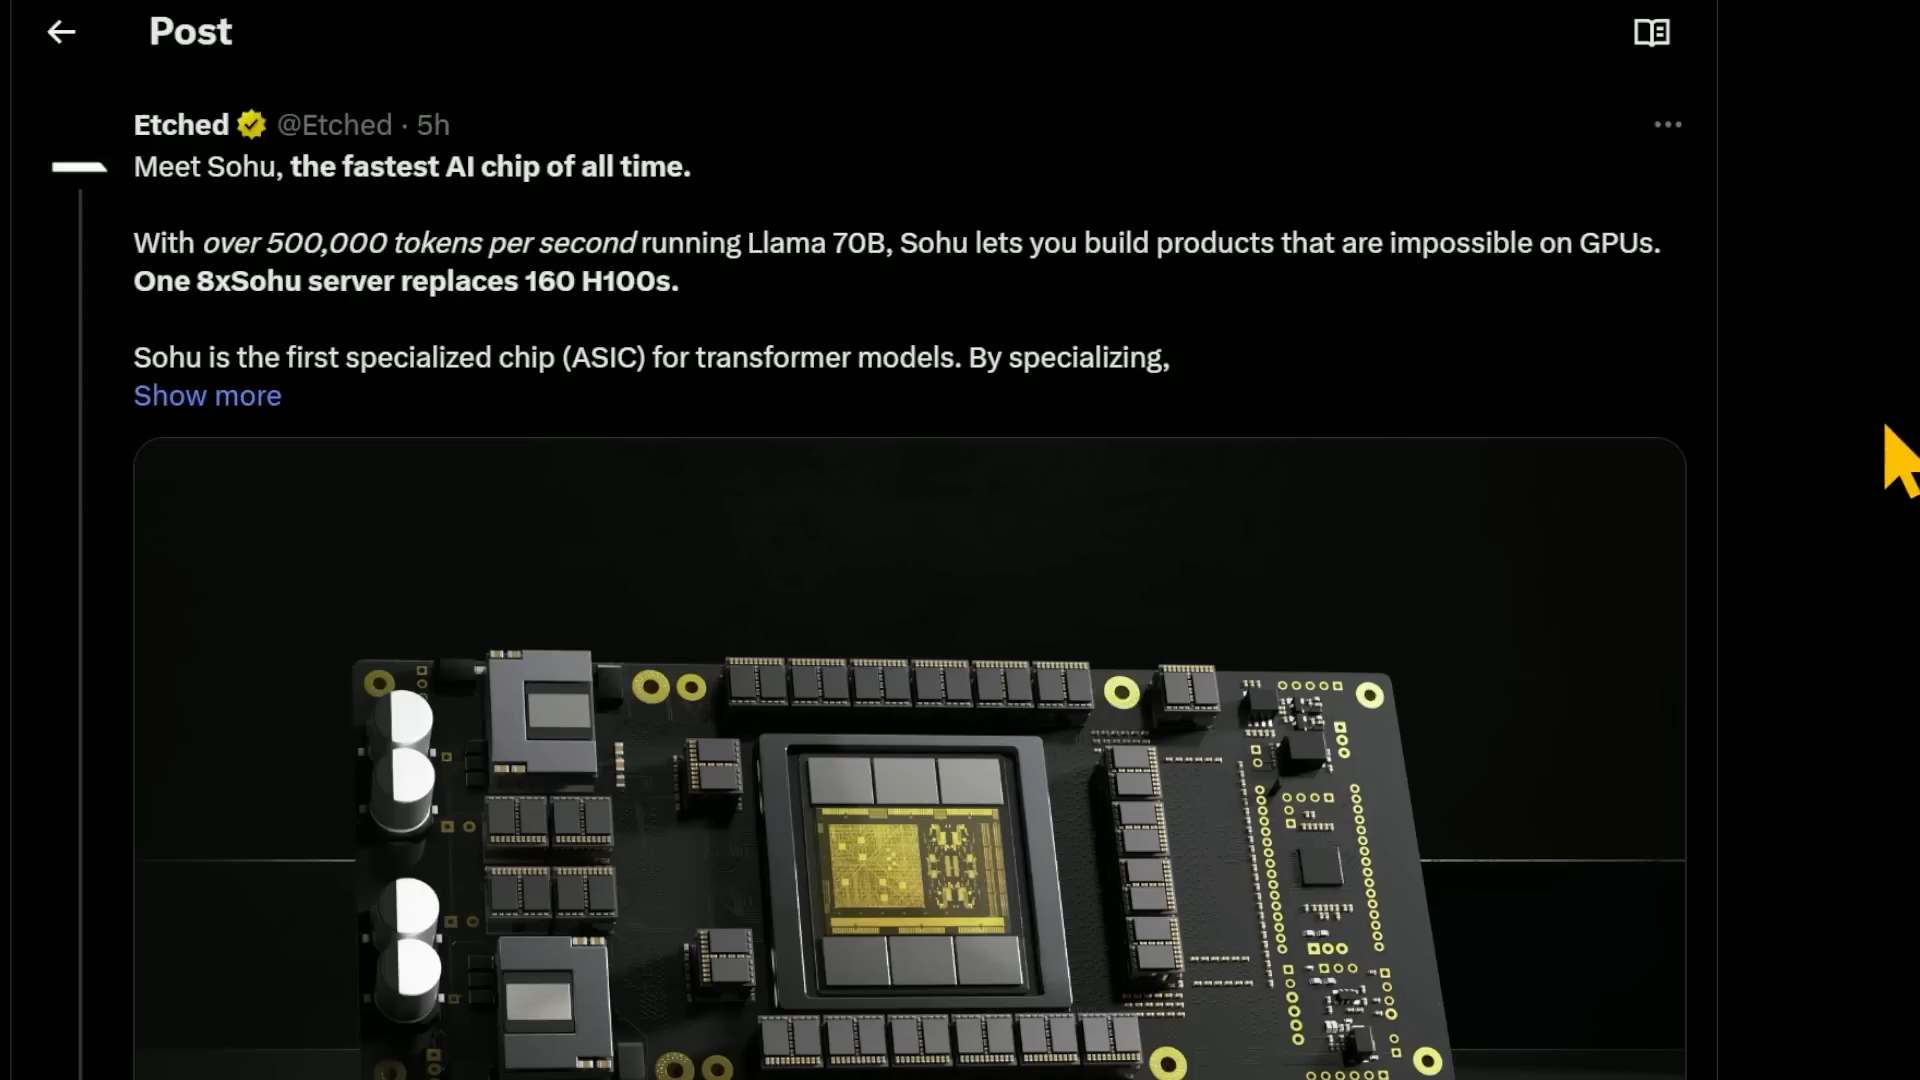 Post
Etched @Etched · 5h
Meet Sohu, the fastest AI chip of all time.
With over 500,000 tokens per second running Llama 70B, Sohu lets you build products that are impossible on GPUs.
One 8xSohu server replaces 160 H100s.
Sohu is the first specialized chip (ASIC) for transformer models. By specializing,
Show more